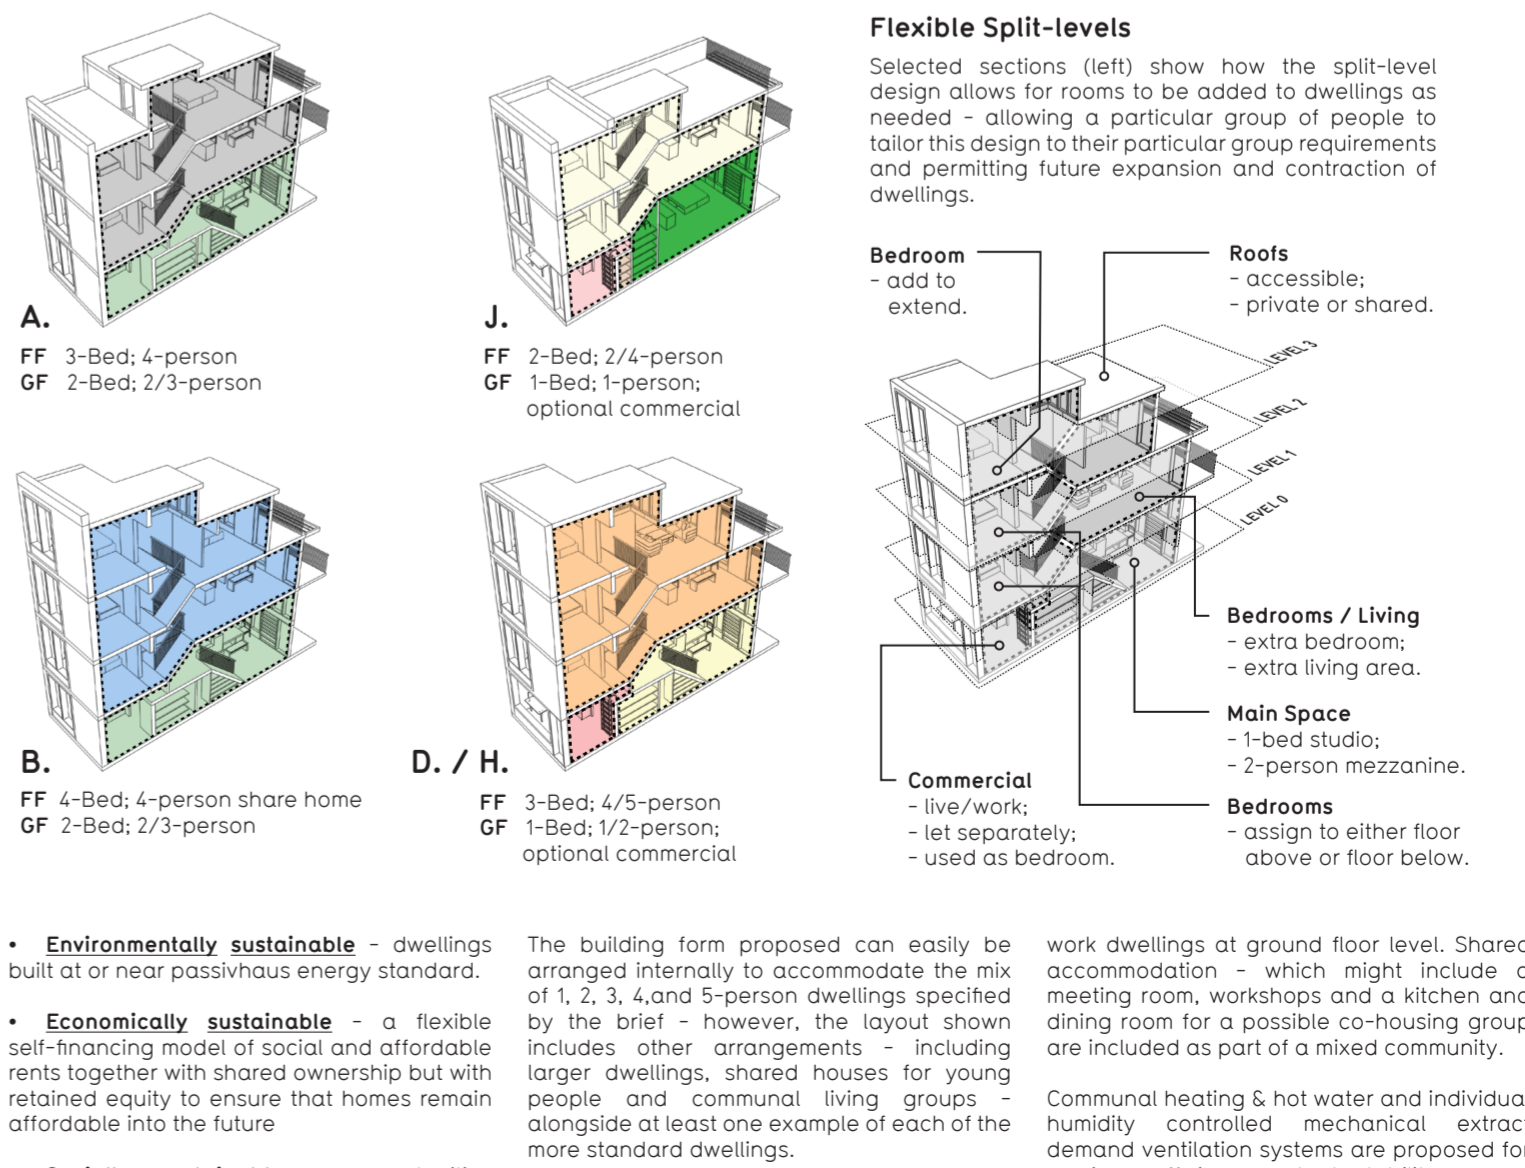 Flexible Split-levels
Selected sections (left) show how the split-level
design allows for rooms to be added to dwellings as
needed - allowing a particular group of people to
tailor this design to their particular group requirements
and permitting future expansion and contraction of
dwellings.
A.
FF 3-Bed; 4-person
GF 2-Bed; 2/3-person
J.
FF 2-Bed; 2/4-person
GF 1-Bed; 1-person;
optional commercial
B.
FF 4-Bed; 4-person share home
GF 2-Bed; 2/3-person
D. / H.
FF 3-Bed; 4/5-person
GF 1-Bed; 1/2-person;
optional commercial
Bedroom
- add to
extend.
Roofs
- accessible;
- private or shared.
LEVEL 3
LEVEL 2
LEVEL 1
LEVEL 0
Bedrooms / Living
- extra bedroom;
- extra living area.
Main Space
- 1-bed studio;
- 2-person mezzanine.
Commercial
- live/work;
- let separately;
- used as bedroom.
Bedrooms
- assign to either floor
above or floor below.
• Environmentally sustainable - dwellings
built at or near passivhaus energy standard.
• Economically sustainable - a flexible
self-financing model of social and affordable
rents together with shared ownership but with
retained equity to ensure that homes remain
affordable into the future
The building form proposed can easily be
arranged internally to accommodate the mix
of 1, 2, 3, 4,and 5-person dwellings specified
by the brief - however, the layout shown
includes other arrangements - including
larger dwellings, shared houses for young
people and communal living groups -
alongside at least one example of each of the
more standard dwellings.
work dwellings at ground floor level. Shared
accommodation - which might include a
meeting room, workshops and a kitchen and
dining room for a possible co-housing group
are included as part of a mixed community.
Communal heating & hot water and individual
humidity controlled mechanical extract
demand ventilation systems are proposed for